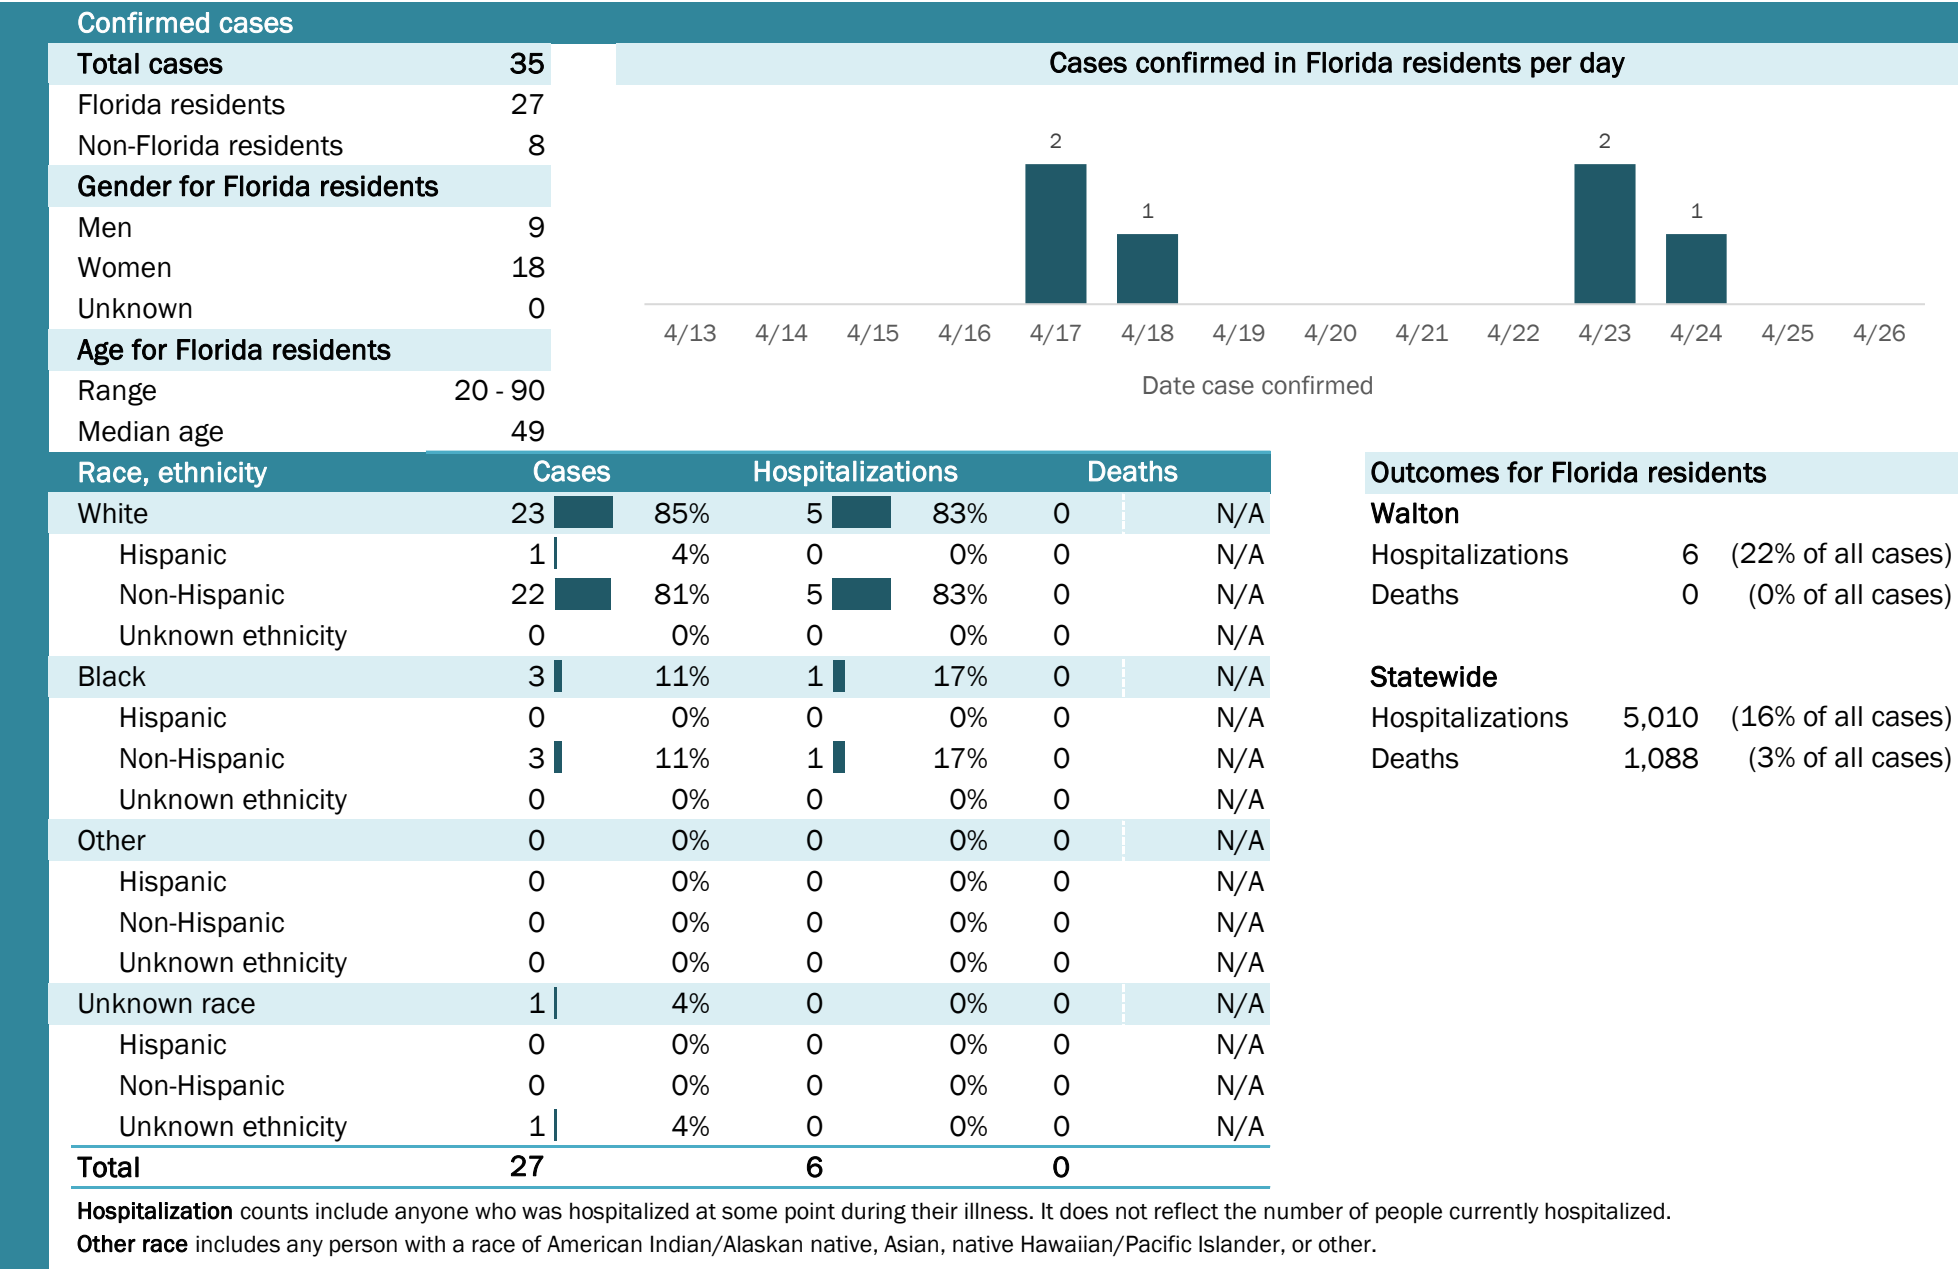 Confirmed cases
Total cases 35
Florida residents 27
Non-Florida residents 8
Gender for Florida residents
Men 9
Women 18
Unknown 0
Age for Florida residents
Range 20 - 90
Median age 49
Cases confirmed in Florida residents per day
2 2
1 1
4/13 4/14 4/15 4/16 4/17 4/18 4/19 4/20 4/21 4/22 4/23 4/24 4/25 4/26
Date case confirmed
Race, ethnicity Cases Hospitalizations Deaths
White 23 85% 5 83% 0 N/A
Hispanic 1 4% 0 0% 0 N/A
Non-Hispanic 22 81% 5 83% 0 N/A
Unknown ethnicity 0 0% 0 0% 0 N/A
Black 3 11% 1 17% 0 N/A
Hispanic 0 0% 0 0% 0 N/A
Non-Hispanic 3 11% 1 17% 0 N/A
Unknown ethnicity 0 0% 0 0% 0 N/A
Other 0 0% 0 0% 0 N/A
Hispanic 0 0% 0 0% 0 N/A
Non-Hispanic 0 0% 0 0% 0 N/A
Unknown ethnicity 0 0% 0 0% 0 N/A
Unknown race 1 4% 0 0% 0 N/A
Hispanic 0 0% 0 0% 0 N/A
Non-Hispanic 0 0% 0 0% 0 N/A
Unknown ethnicity 1 4% 0 0% 0 N/A
Total 27 6 0
Outcomes for Florida residents
Walton
Hospitalizations 6 (22% of all cases)
Deaths 0 (0% of all cases)
Statewide
Hospitalizations 5,010 (16% of all cases)
Deaths 1,088 (3% of all cases)
Hospitalization counts include anyone who was hospitalized at some point during their illness. It does not reflect the number of people currently hospitalized.
Other race includes any person with a race of American Indian/Alaskan native, Asian, native Hawaiian/Pacific Islander, or other.